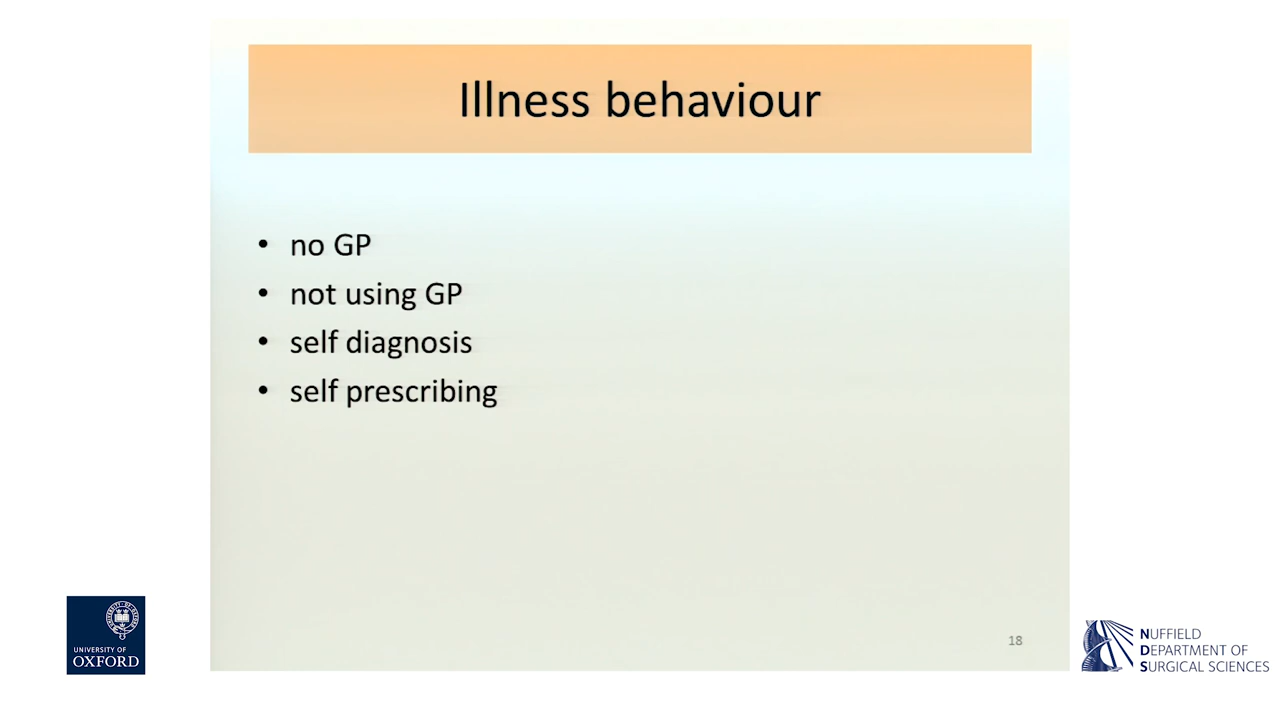 Illness behaviour
• no GP
• not using GP
• self diagnosis
• self prescribing
18
UNIVERSITY OF
OXFORD
NUFFIELD
DEPARTMENT OF
SURGICAL SCIENCES